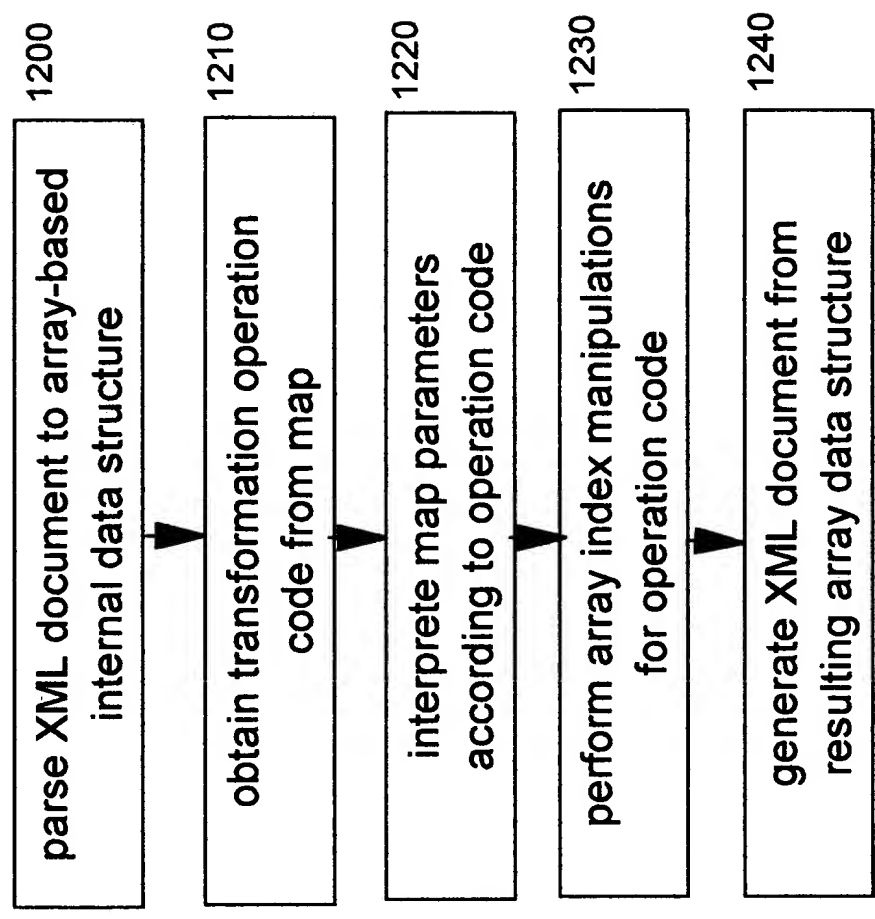 1200
parse XML document to array-based
internal data structure
1210
obtain transformation operation
code from map
1220
interprete map parameters
according to operation code
1230
perform array index manipulations
for operation code
1240
generate XML document from
resulting array data structure